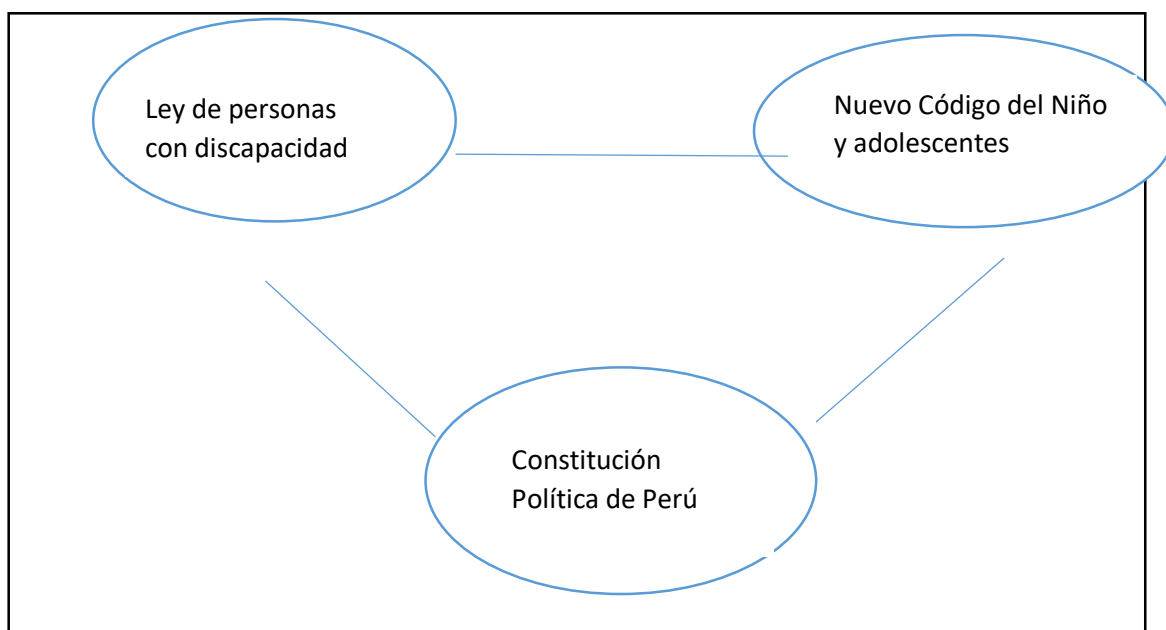 Ley de personas
con discapacidad
Nuevo Código del Niño
y adolescentes
Constitución
Política de Perú